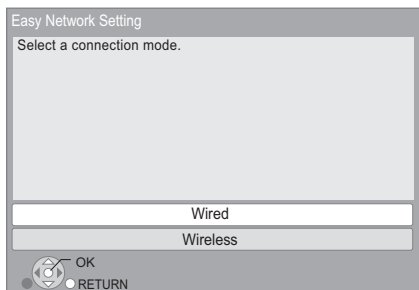 Easy Network Setting
Select a connection mode.
Wired
Wireless
OK
RETURN